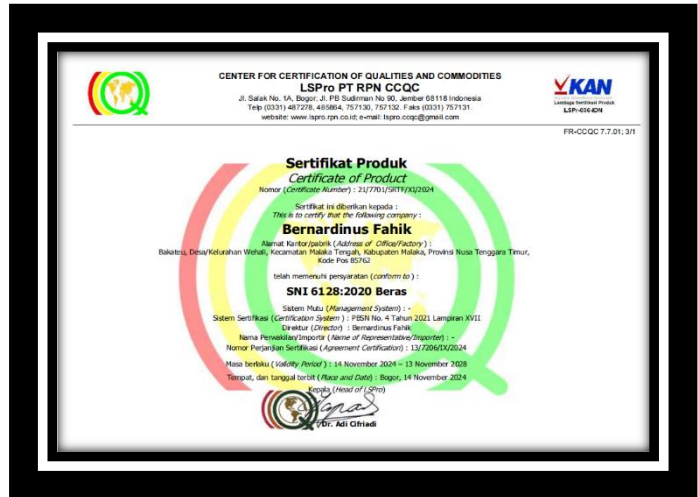 CENTER FOR CERTIFICATION OF QUALITIES AND COMMODITIES
LSPro PT RPN CCQC
Jl. Salak No. 1A, Bogor; Jl. PB Sudirman No 90, Jember 68118 Indonesia
Telp (0331) 487278, 485864, 757130, 757132. Faks (0331) 757131.
website: www.lspro.rpn.co.id; e-mail: lspro.ccqc@gmail.com
KAN
Lembaga Sertifikasi Produk
LSPr-036-IDN
FR-CCQC 7.7.01; 3/1
Sertifikat Produk
Certificate of Product
Nomor (Certificate Number) : 21/7701/SRTF/XI/2024
Sertifikat ini diberikan kepada :
This is to certify that the following company :
Bernardinus Fahik
Alamat Kantor/pabrik (Address of Office/Factory) :
Bakateu, Desa/Kelurahan Wehali, Kecamatan Malaka Tengah, Kabupaten Malaka, Provinsi Nusa Tenggara Timur,
Kode Pos 85762
telah memenuhi persyaratan (conform to) :
SNI 6128:2020 Beras
Sistem Mutu (Management System) : -
Sistem Sertifikasi (Certification System) : PBSN No. 4 Tahun 2021 Lampiran XVII
Direktur (Director) : Bernardinus Fahik
Nama Perwakilan/Importir (Name of Representative/Importer) : -
Nomor Perjanjian Sertifikasi (Agreement Certification) : 13/7206/IX/2024
Masa berlaku (Validity Period) : 14 November 2024 – 13 November 2028
Tempat, dan tanggal terbit (Place and Date) : Bogor, 14 November 2024
Kepala (Head of LSPro)
Dr. Adi Cifriadi